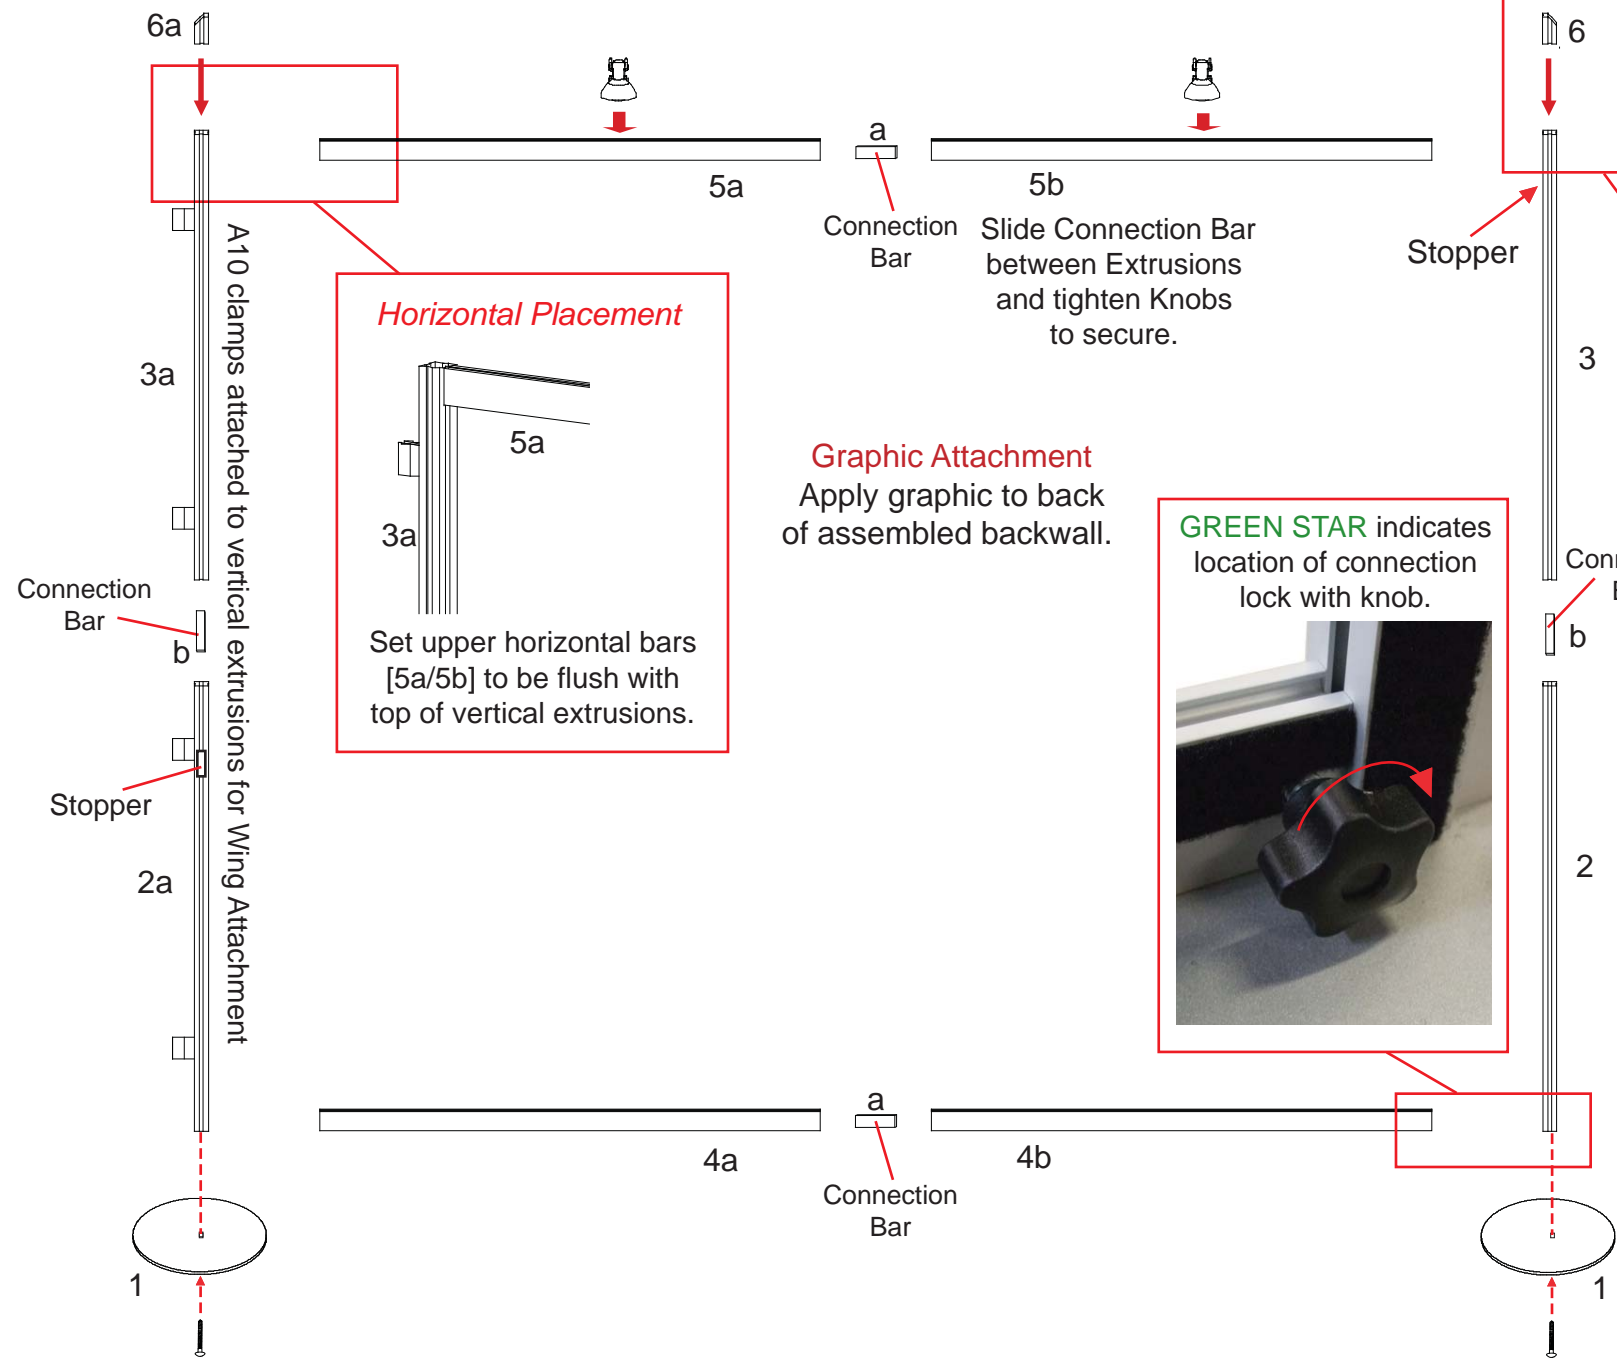 6a
6
a
5a
5b
Connection
Bar
Slide Connection Bar
between Extrusions
and tighten Knobs
to secure.
Stopper
A10 clamps attached to vertical extrusions for Wing Attachment
Horizontal Placement
5a
3a
Set upper horizontal bars
[5a/5b] to be flush with
top of vertical extrusions.
3a
3
Graphic Attachment
Apply graphic to back
of assembled backwall.
GREEN STAR indicates
location of connection
lock with knob.
Connection
Bar
b
b
Stopper
2a
2
a
4a
4b
Connection
Bar
1
1